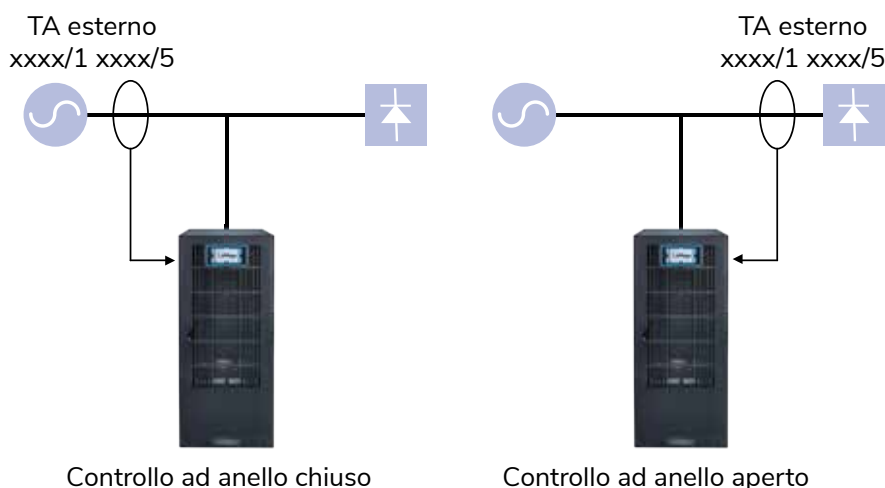 TA esterno
xxxx/1 xxxx/5
TA esterno
xxxx/1 xxxx/5
Controllo ad anello chiuso
Controllo ad anello aperto